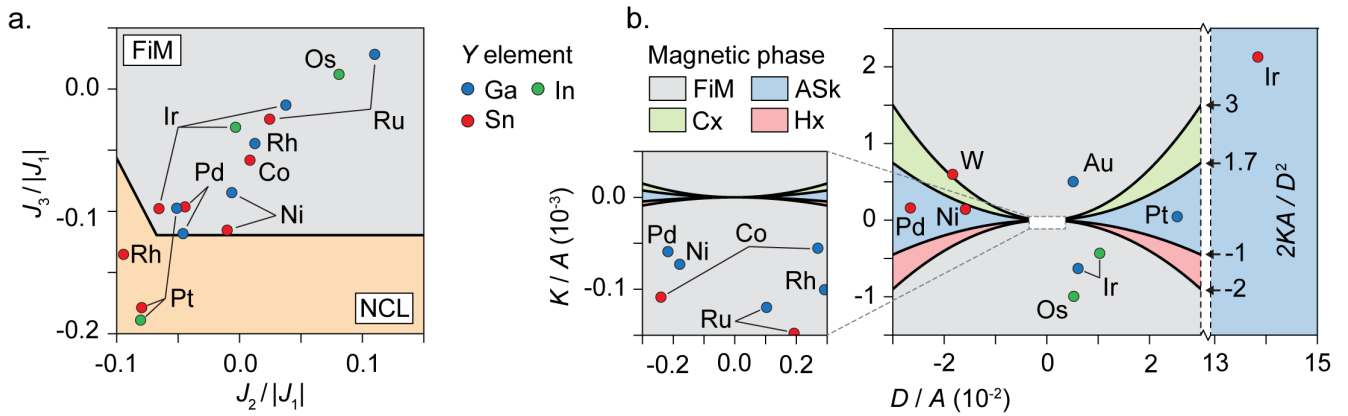 a.
FiM
Os
Ir
Ru
Rh
Co
Pd
Ni
Rh
Pt
NCL
0.0
-0.1
-0.2
J3 / |J1|
-0.1
0.0
0.1
J2 / |J1|
Y element
Ga
In
Sn
b.
Magnetic phase
FiM
ASk
Cx
Hx
0.0
-0.1
K / A (10-3)
Pd
Ni
Co
Rh
Ru
-0.2
0.0
0.2
2
1
0
-1
W
Au
Pd
Ni
Pt
Ir
Os
Ir
3
1.7
-1
-2
2KA / D2
-2
0
2
13
15
D / A (10-2)